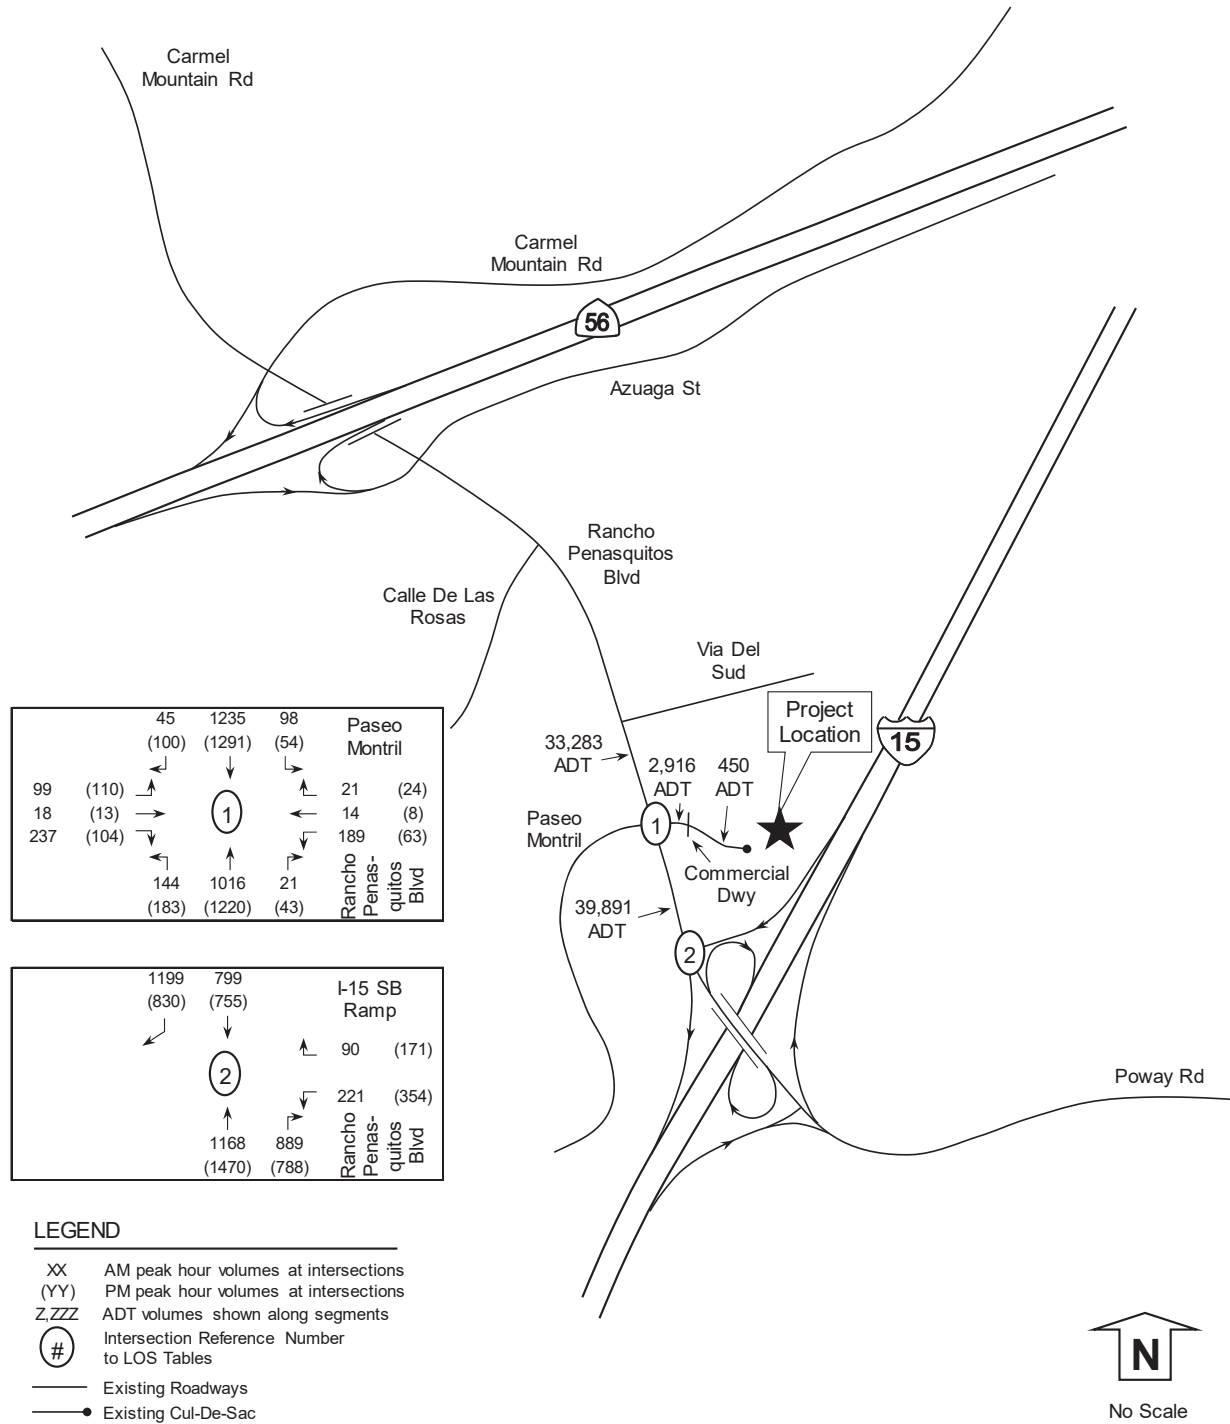 Carmel
Mountain Rd
Carmel
Mountain Rd
56
Azuaga St
Rancho
Penasquitos
Blvd
Calle De Las
Rosas
Via Del
Sud
Project
Location
15
33,283
ADT
2,916
ADT
450
ADT
Paseo
Montril
1
Commercial
Dwy
39,891
ADT
2
Poway Rd
45 1235 98
(100) (1291) (54)
Paseo
Montril
99 (110)
18 (13)
237 (104)
1
21 (24)
14 (8)
189 (63)
144 1016 21
(183) (1220) (43)
Rancho
Penas-
quitos
Blvd
1199 799
(830) (755)
I-15 SB
Ramp
2
90 (171)
221 (354)
1168 889
(1470) (788)
Rancho
Penas-
quitos
Blvd
LEGEND
XX AM peak hour volumes at intersections
(YY) PM peak hour volumes at intersections
Z,ZZZ ADT volumes shown along segments
# Intersection Reference Number
to LOS Tables
Existing Roadways
Existing Cul-De-Sac
N
No Scale